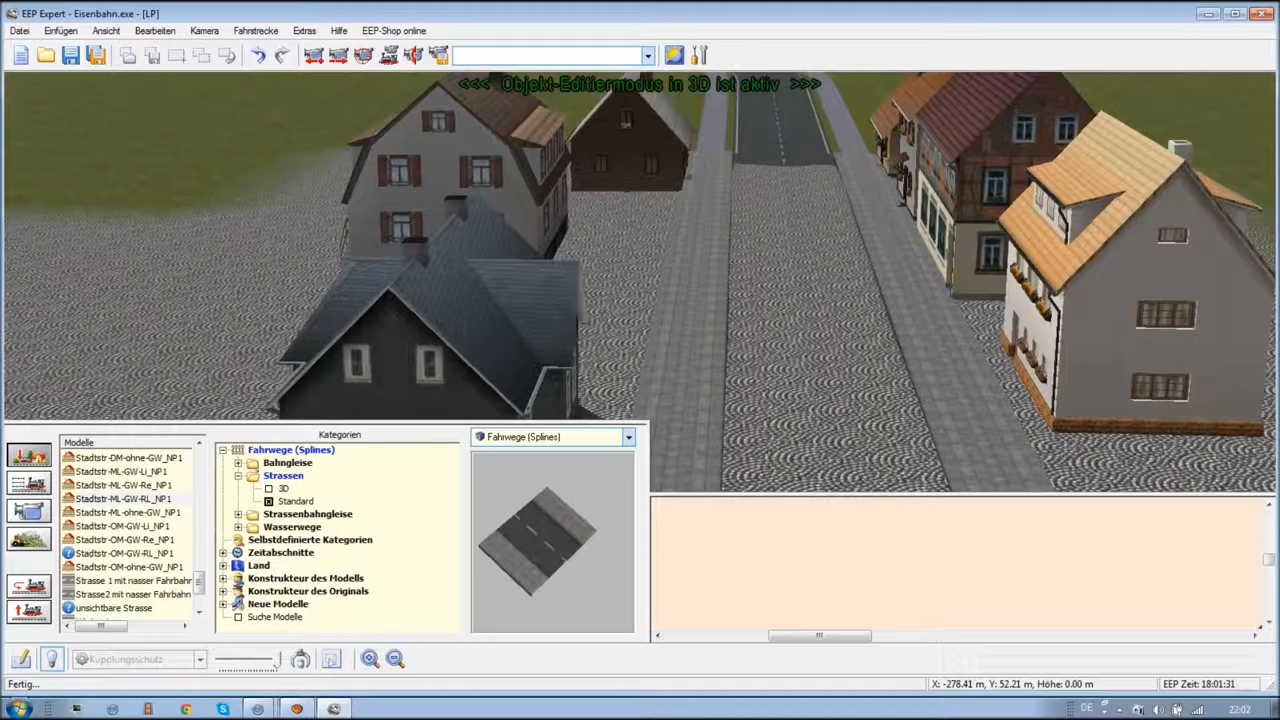 EEP Expert - Eisenbahn.exe - [LP]
Datei Einfügen Ansicht Bearbeiten Kamera Fahrstrecke Extras Hilfe EEP-Shop online
<<< Objekt-Editiermodus in 3D ist aktiv >>>
Modelle
Stadtstr-DM-ohne-GW_NP1
Stadtstr-ML-GW-Li_NP1
Stadtstr-ML-GW-Re_NP1
Stadtstr-ML-GW-RL_NP1
Stadtstr-ML-ohne-GW_NP1
Stadtstr-OM-GW-Li_NP1
Stadtstr-OM-GW-Re_NP1
Stadtstr-OM-GW-RL_NP1
Stadtstr-OM-ohne-GW_NP1
Strasse 1 mit nasser Fahrbahn
Strasse2 mit nasser Fahrbahn
unsichtbare Strasse
Kategorien
Fahrwege (Splines)
Bahngleise
Strassen
3D
Standard
Strassenbahngleise
Wasserwege
Selbstdefinierte Kategorien
Zeitabschnitte
Land
Konstrukteur des Modells
Konstrukteur des Originals
Neue Modelle
Suche Modelle
Fahrwege (Splines)
Kupplungsschutz
Fertig...
X: -278.41 m, Y: 52.21 m, Höhe: 0.00 m
EEP Zeit: 18:01:31
DE
22:02